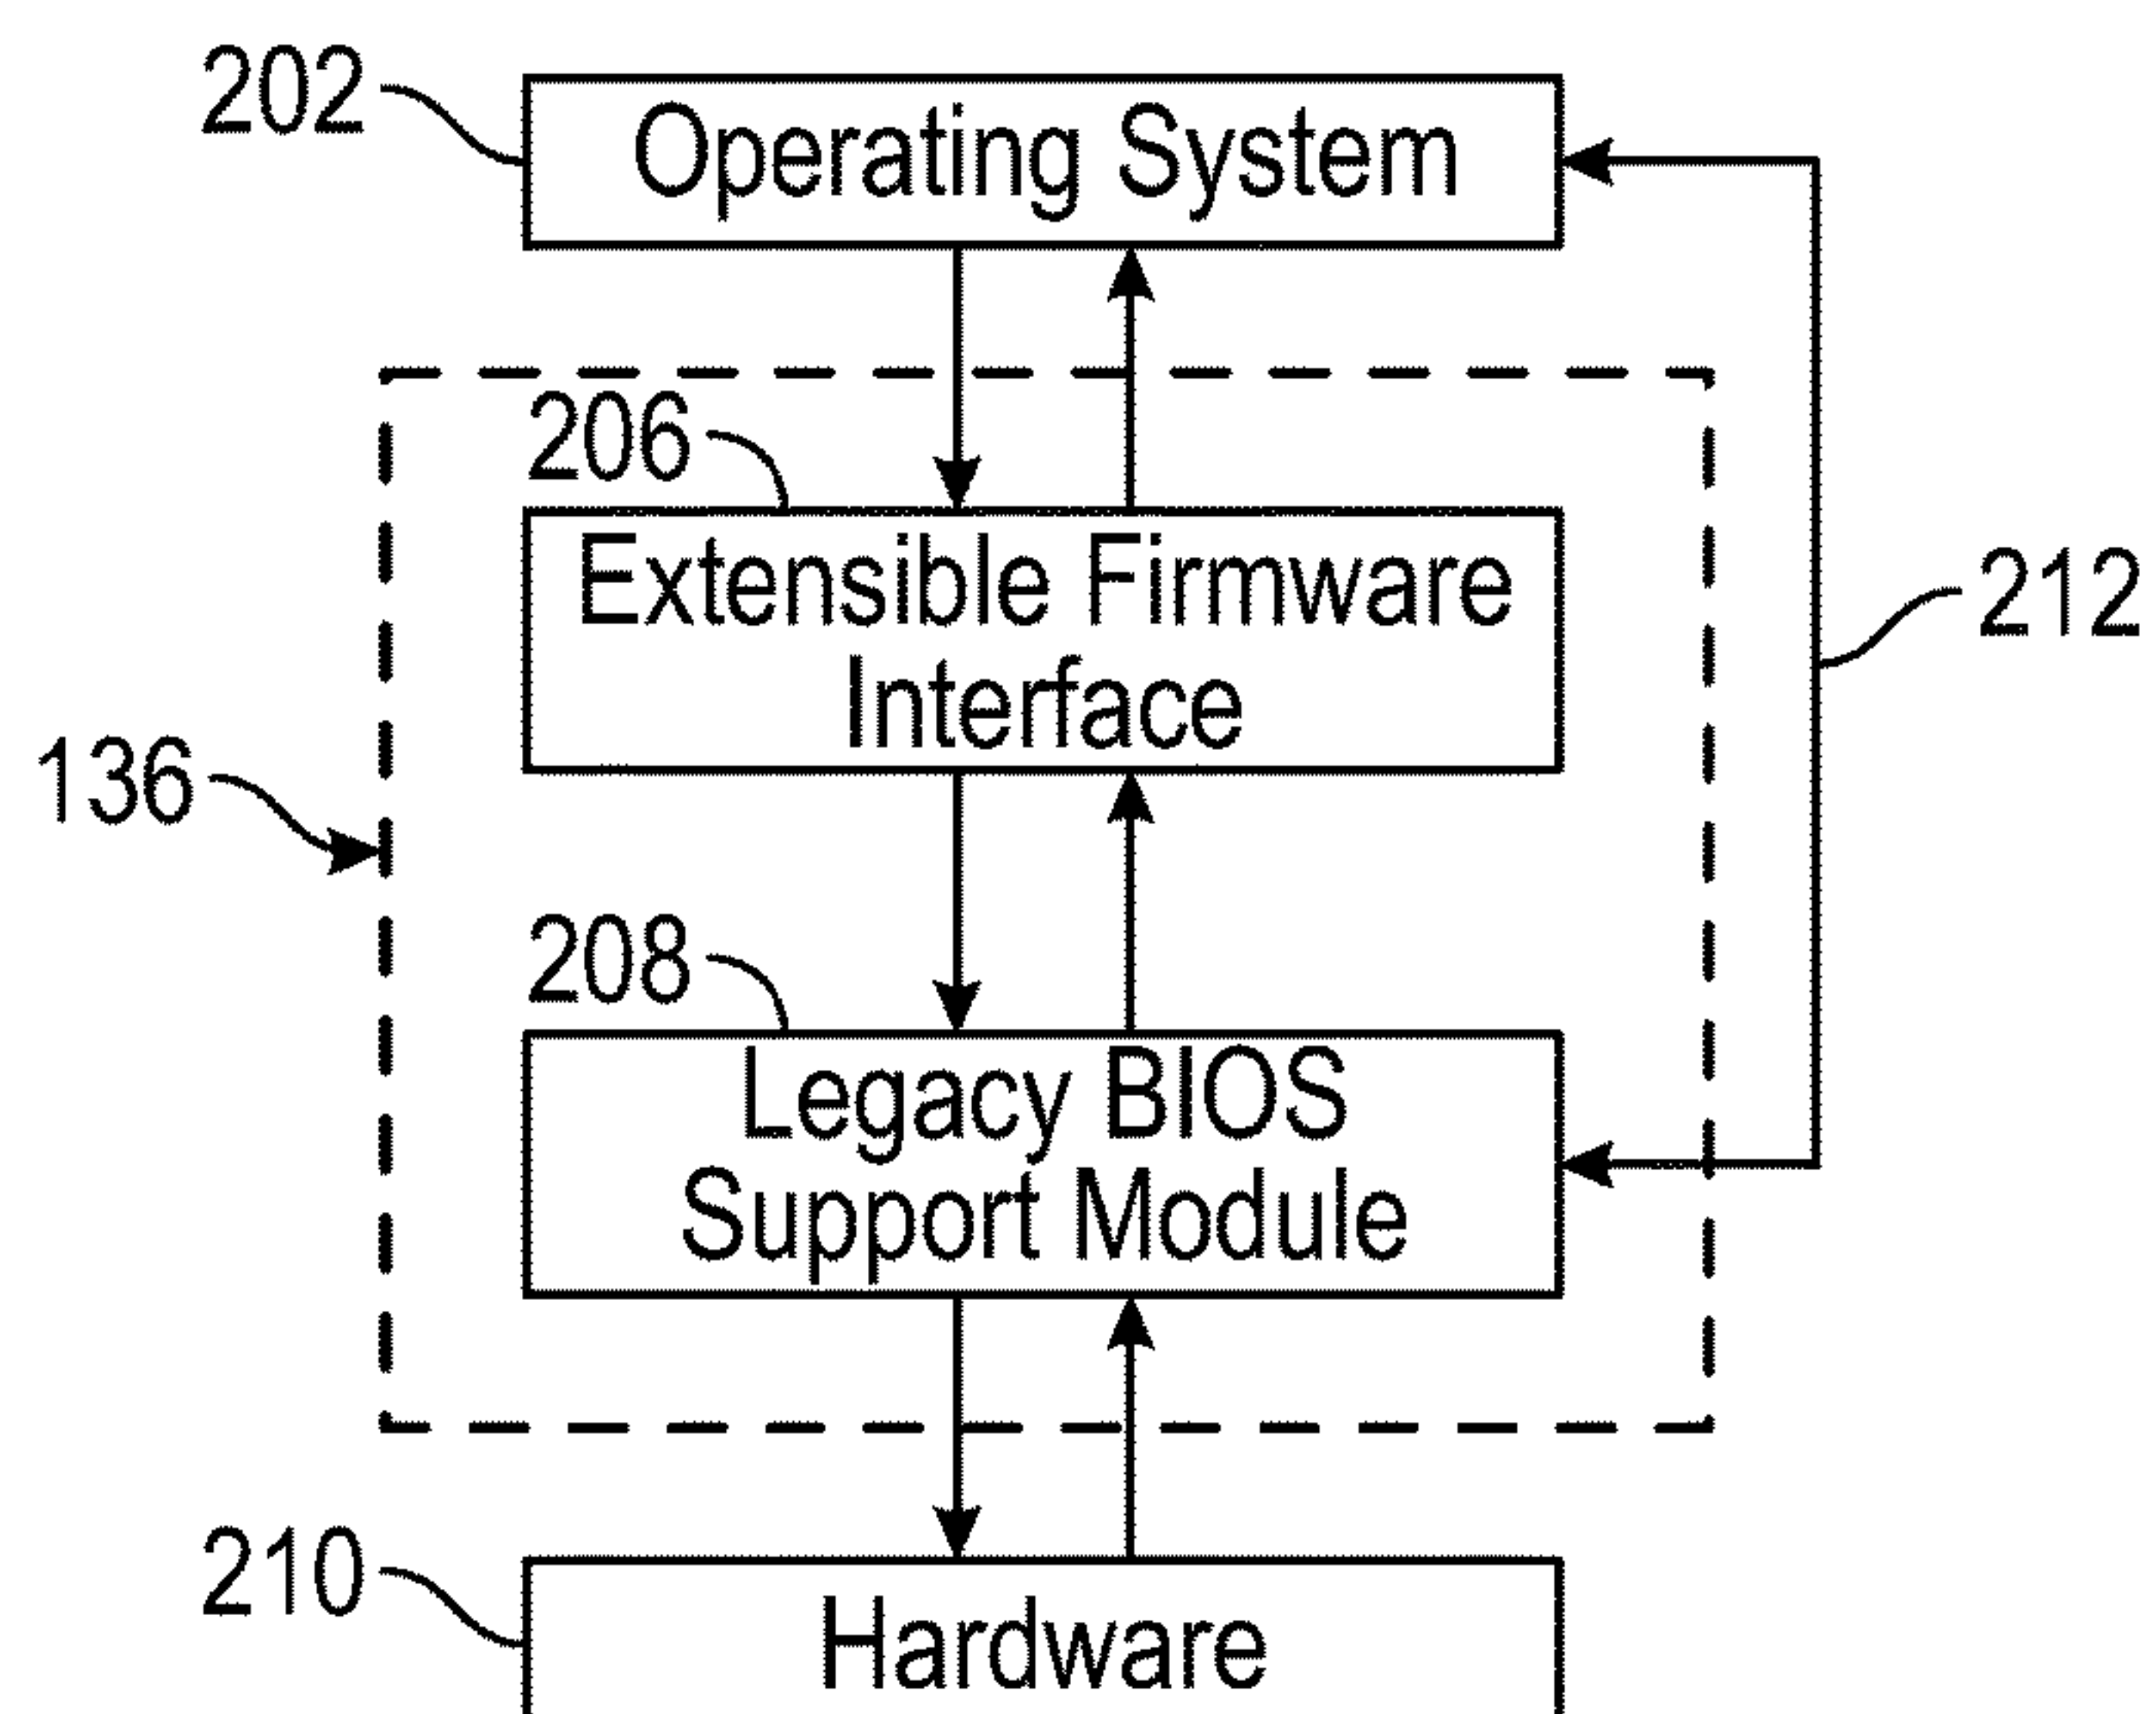 202
Operating System
206
Extensible Firmware
Interface
212
136
208
Legacy BIOS
Support Module
210
Hardware